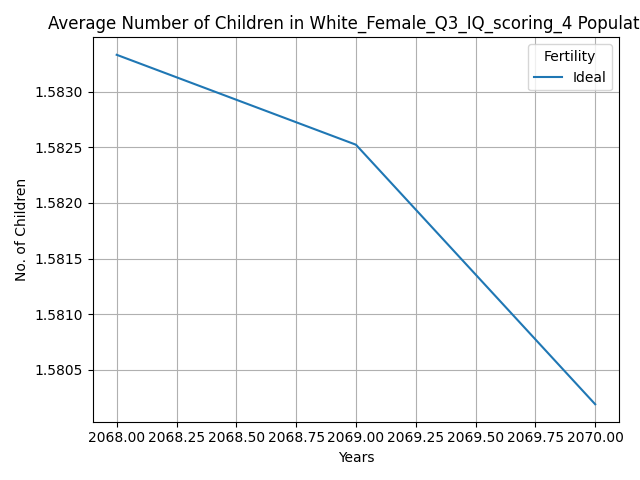 Average Number of Children in White_Female_Q3_IQ_scoring_4 Populat
Fertility
Ideal
No. of Children
1.5830
1.5825
1.5820
1.5815
1.5810
1.5805
2068.00 2068.25 2068.50 2068.75 2069.00 2069.25 2069.50 2069.75 2070.00
Years